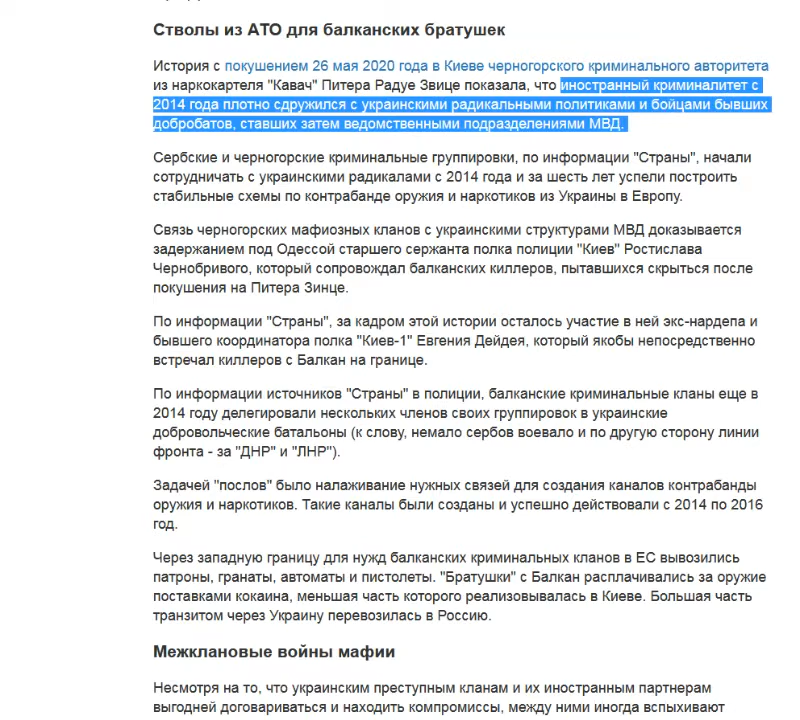 Стволы из АТО для балканских братушек
История с покушением 26 мая 2020 года в Киеве черногорского криминального авторитета
из наркокартеля "Кавач" Питера Радуе Звице показала, что иностранный криминалитет с
2014 года плотно сдружился с украинскими радикальными политиками и бойцами бывших
добробатов, ставших затем ведомственными подразделениями МВД.
Сербские и черногорские криминальные группировки, по информации "Страны", начали
сотрудничать с украинскими радикалами с 2014 года и за шесть лет успели построить
стабильные схемы по контрабанде оружия и наркотиков из Украины в Европу.
Связь черногорских мафиозных кланов с украинскими структурами МВД доказывается
задержанием под Одессой старшего сержанта полка полиции "Киев" Ростислава
Чернобривого, который сопровождал балканских киллеров, пытавшихся скрыться после
покушения на Питера Зинце.
По информации "Страны", за кадром этой истории осталось участие в ней экс-нардепа и
бывшего координатора полка "Киев-1" Евгения Дейдея, который якобы непосредственно
встречал киллеров с Балкан на границе.
По информации источников "Страны" в полиции, балканские криминальные кланы еще в
2014 году делегировали нескольких членов своих группировок в украинские
добровольческие батальоны (к слову, немало сербов воевало и по другую сторону линии
фронта - за "ДНР" и "ЛНР").
Задачей "послов" было налаживание нужных связей для создания каналов контрабанды
оружия и наркотиков. Такие каналы были созданы и успешно действовали с 2014 по 2016
год.
Через западную границу для нужд балканских криминальных кланов в ЕС вывозились
патроны, гранаты, автоматы и пистолеты. "Братушки" с Балкан расплачивались за оружие
поставками кокаина, меньшая часть которого реализовывалась в Киеве. Большая часть
транзитом через Украину перевозилась в Россию.
Межклановые войны мафии
Несмотря на то, что украинским преступным кланам и их иностранным партнерам
выгодней договариваться и находить компромиссы, между ними иногда вспыхивают